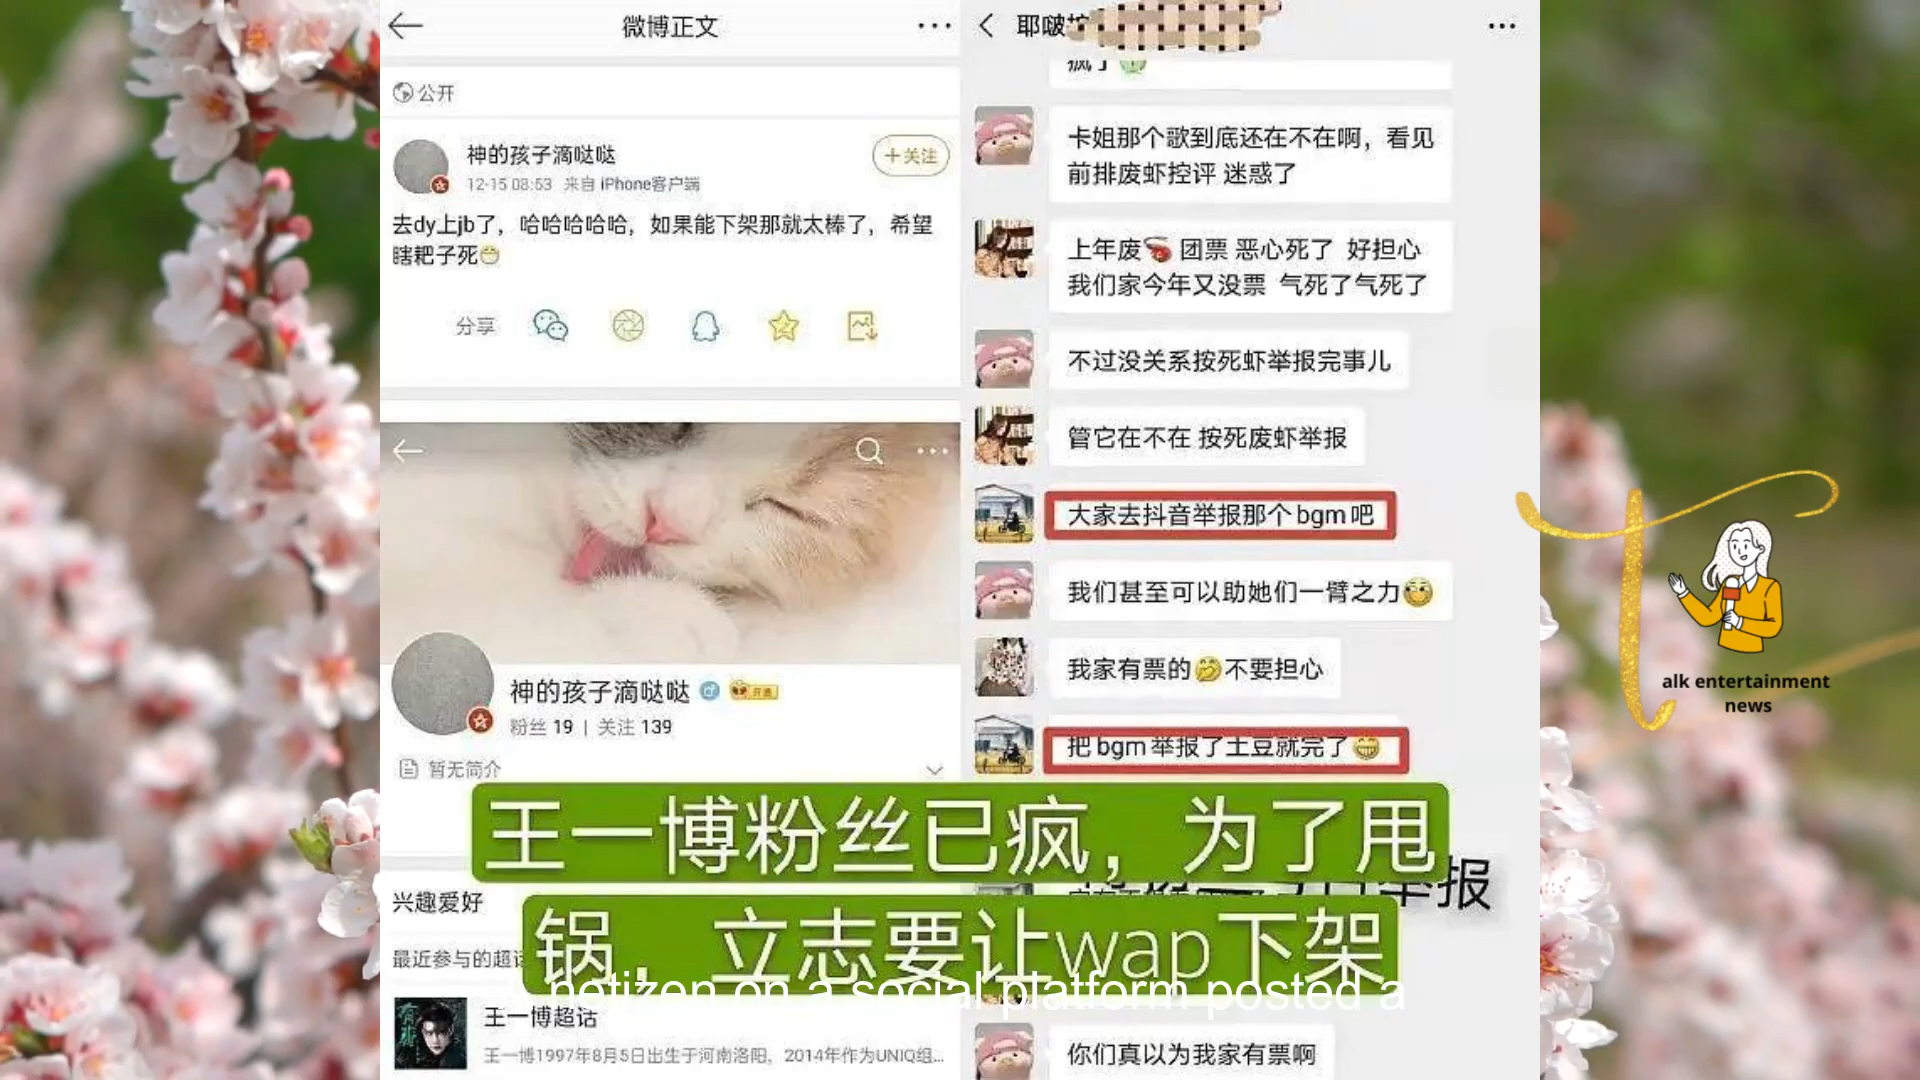 微博正文
公开
神的孩子滴哒哒
+关注
12-15 08:53 来自 iPhone客户端
去dy上jb了，哈哈哈哈哈，如果能下架那就太棒了，希望
瞎耙子死😁
分享
神的孩子滴哒哒
开通
粉丝 19 | 关注 139
暂无简介
兴趣爱好
最近参与的超
王一博超话
王一博1997年8月5日出生于河南洛阳，2014年作为UNIQ组...
耶啵
疯了
卡姐那个歌到底还在不在啊，看见
前排废虾控评 迷惑了
上年废🦐 团票 恶心死了 好担心
我们家今年又没票 气死了气死了
不过没关系按死虾举报完事儿
管它在不在 按死废虾举报
大家去抖音举报那个bgm吧
我们甚至可以助她们一臂之力
我家有票的🤣不要担心
把bgm举报了土豆就完了😁
举报
你们真以为我家有票啊
王一博粉丝已疯，为了甩
锅，立志要让wap下架
netizen on a social platform posted a
t
alk entertainment
news